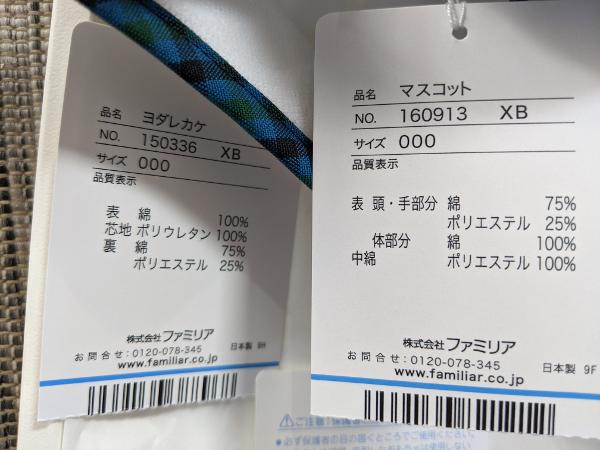 品名 ヨダレカケ
NO. 150336 XB
サイズ 000
品質表示
表 綿 100%
芯地 ポリウレタン 100%
裏 綿 75%
ポリエステル 25%
株式会社 ファミリア
お問合せ:0120-078-345
www.familiar.co.jp
日本製 9H
品名 マスコット
NO. 160913 XB
サイズ 000
品質表示
表 頭・手部分 綿 75%
ポリエステル 25%
体部分 綿 100%
中綿 ポリエステル 100%
株式会社 ファミリア
お問合せ:0120-078-345
www.familiar.co.jp
日本製 9F